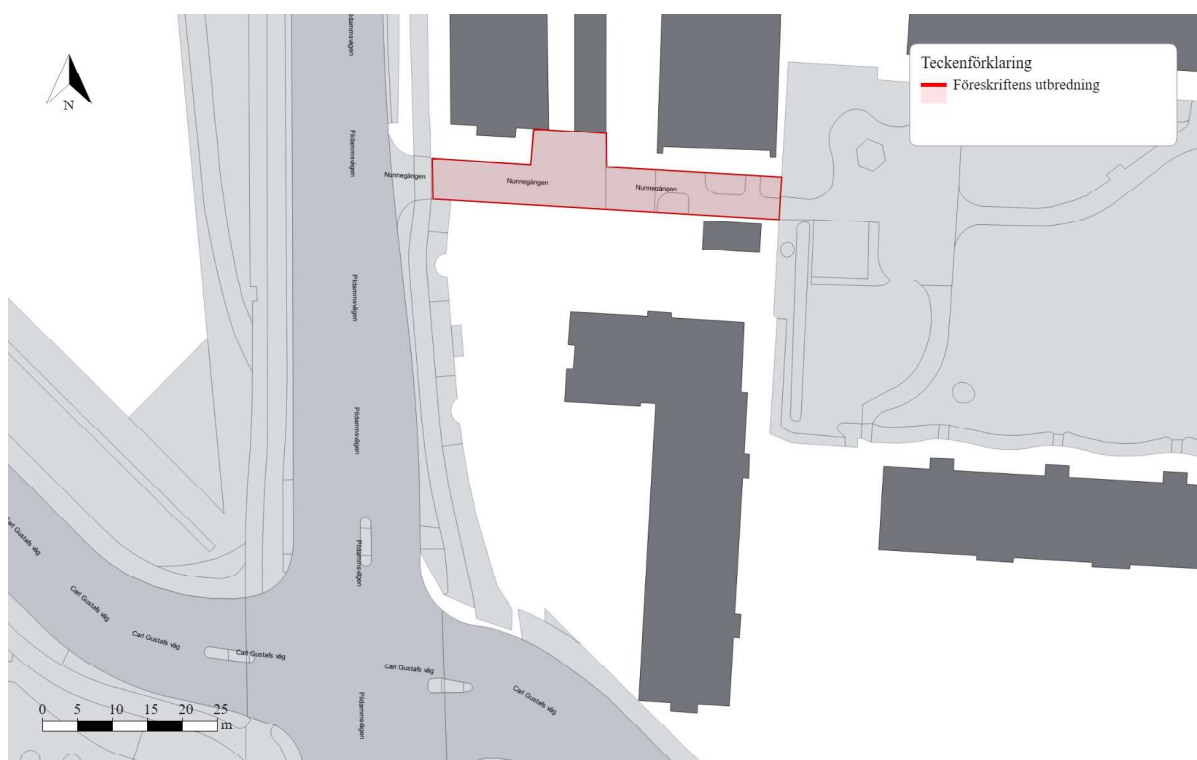 Pildammsvägen
Teckenförklaring
Föreskriftens utbredning
N
Pildammsvägen
Nunnegången
Nunnegången
Nunnegången
Pildammsvägen
Pildammsvägen
Carl Gustafs väg
Pildammsvägen
Carl Gustafs väg
Carl Gustafs väg
Carl Gustafs väg
Carl Gustafs väg
Carl Gustafs väg
Pildammsvägen
0 5 10 15 20 25
m